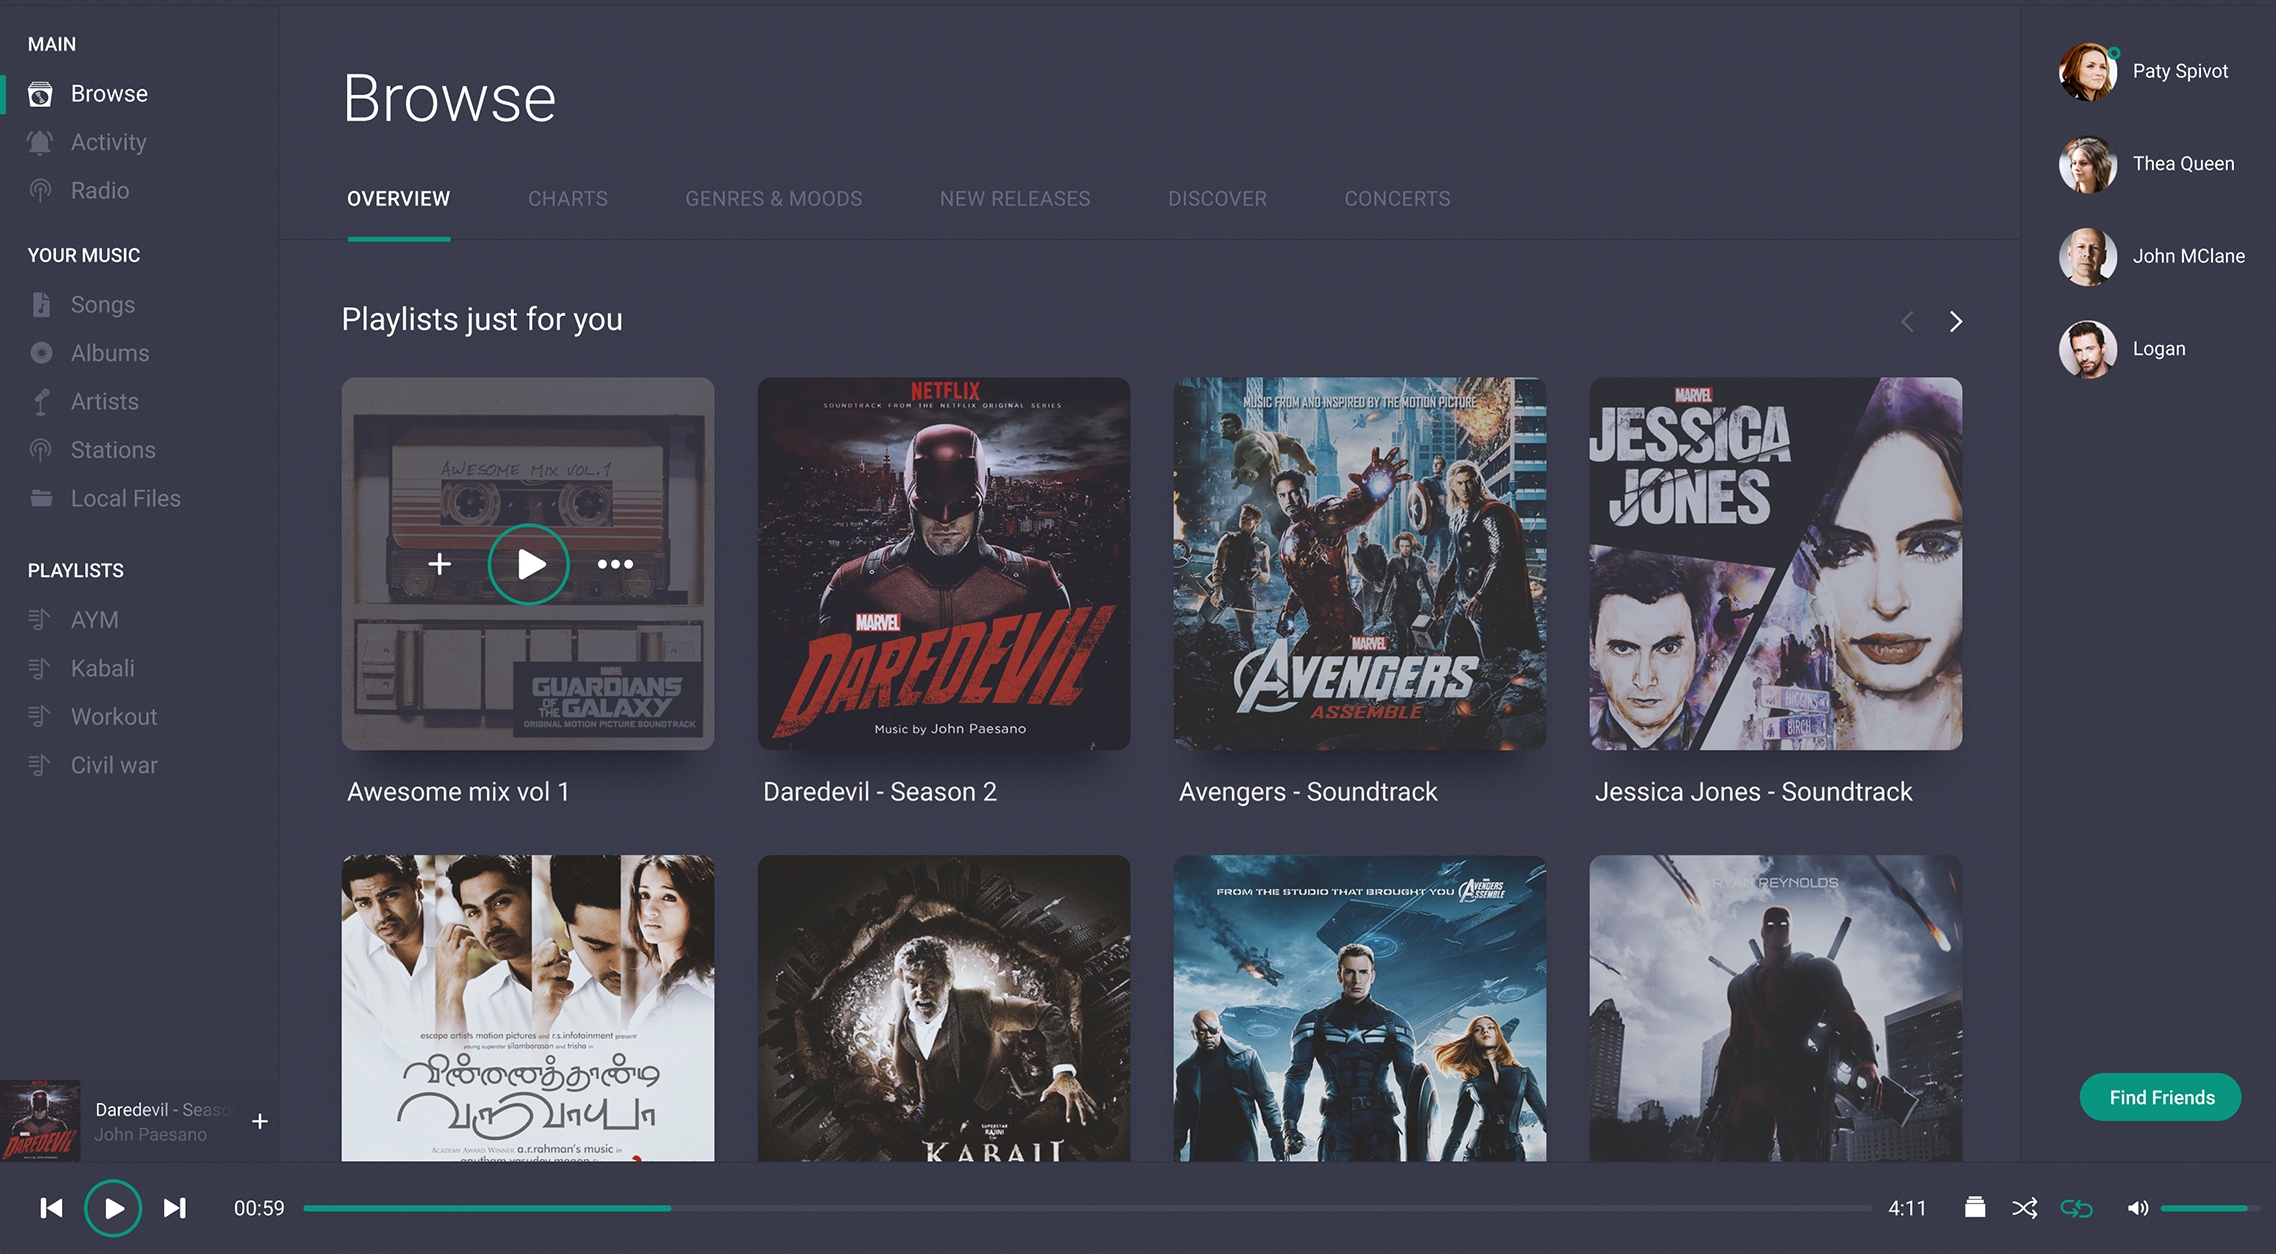 MAIN
Browse
Activity
Radio
YOUR MUSIC
Songs
Albums
Artists
Stations
Local Files
PLAYLISTS
AYM
Kabali
Workout
Civil war
Daredevil - Seaso
John Paesano
Browse
OVERVIEW CHARTS GENRES & MOODS NEW RELEASES DISCOVER CONCERTS
Playlists just for you
AWESOME MIX VOL.1
MARVEL
GUARDIANS
OF THE
GALAXY
ORIGINAL MOTION PICTURE SOUNDTRACK
Awesome mix vol 1
NETFLIX
SOUNDTRACK FROM THE NETFLIX ORIGINAL SERIES
MARVEL
DAREDEVIL
Music by John Paesano
Daredevil - Season 2
MUSIC FROM AND INSPIRED BY THE MOTION PICTURE
MARVEL
AVENGERS
ASSEMBLE
Avengers - Soundtrack
MARVEL
JESSICA
JONES
HIGGINS
BIRCH
Jessica Jones - Soundtrack
escape artists motion pictures and r.s.infotainment present
young superstar silambarasan and trisha in
விண்ணைத்தாண்டி
வருவாயா
ACADEMY AWARD WINNER a.r.rahman's music in
gautham vasudev menon
SUPERSTAR
RAJINI
KABALI
FROM THE STUDIO THAT BROUGHT YOU AVENGERS
ASSEMBLE
RYAN REYNOLDS
Paty Spivot
Thea Queen
John MClane
Logan
Find Friends
00:59
4:11